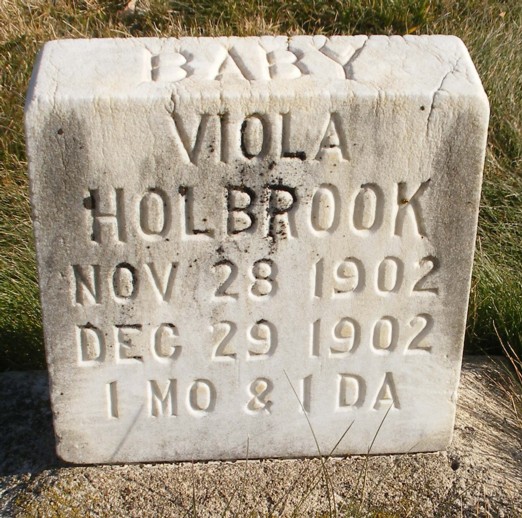 BABY
VIOLA
HOLBROOK
NOV 28 1902
DEC 29 1902
1 MO & 1 DA